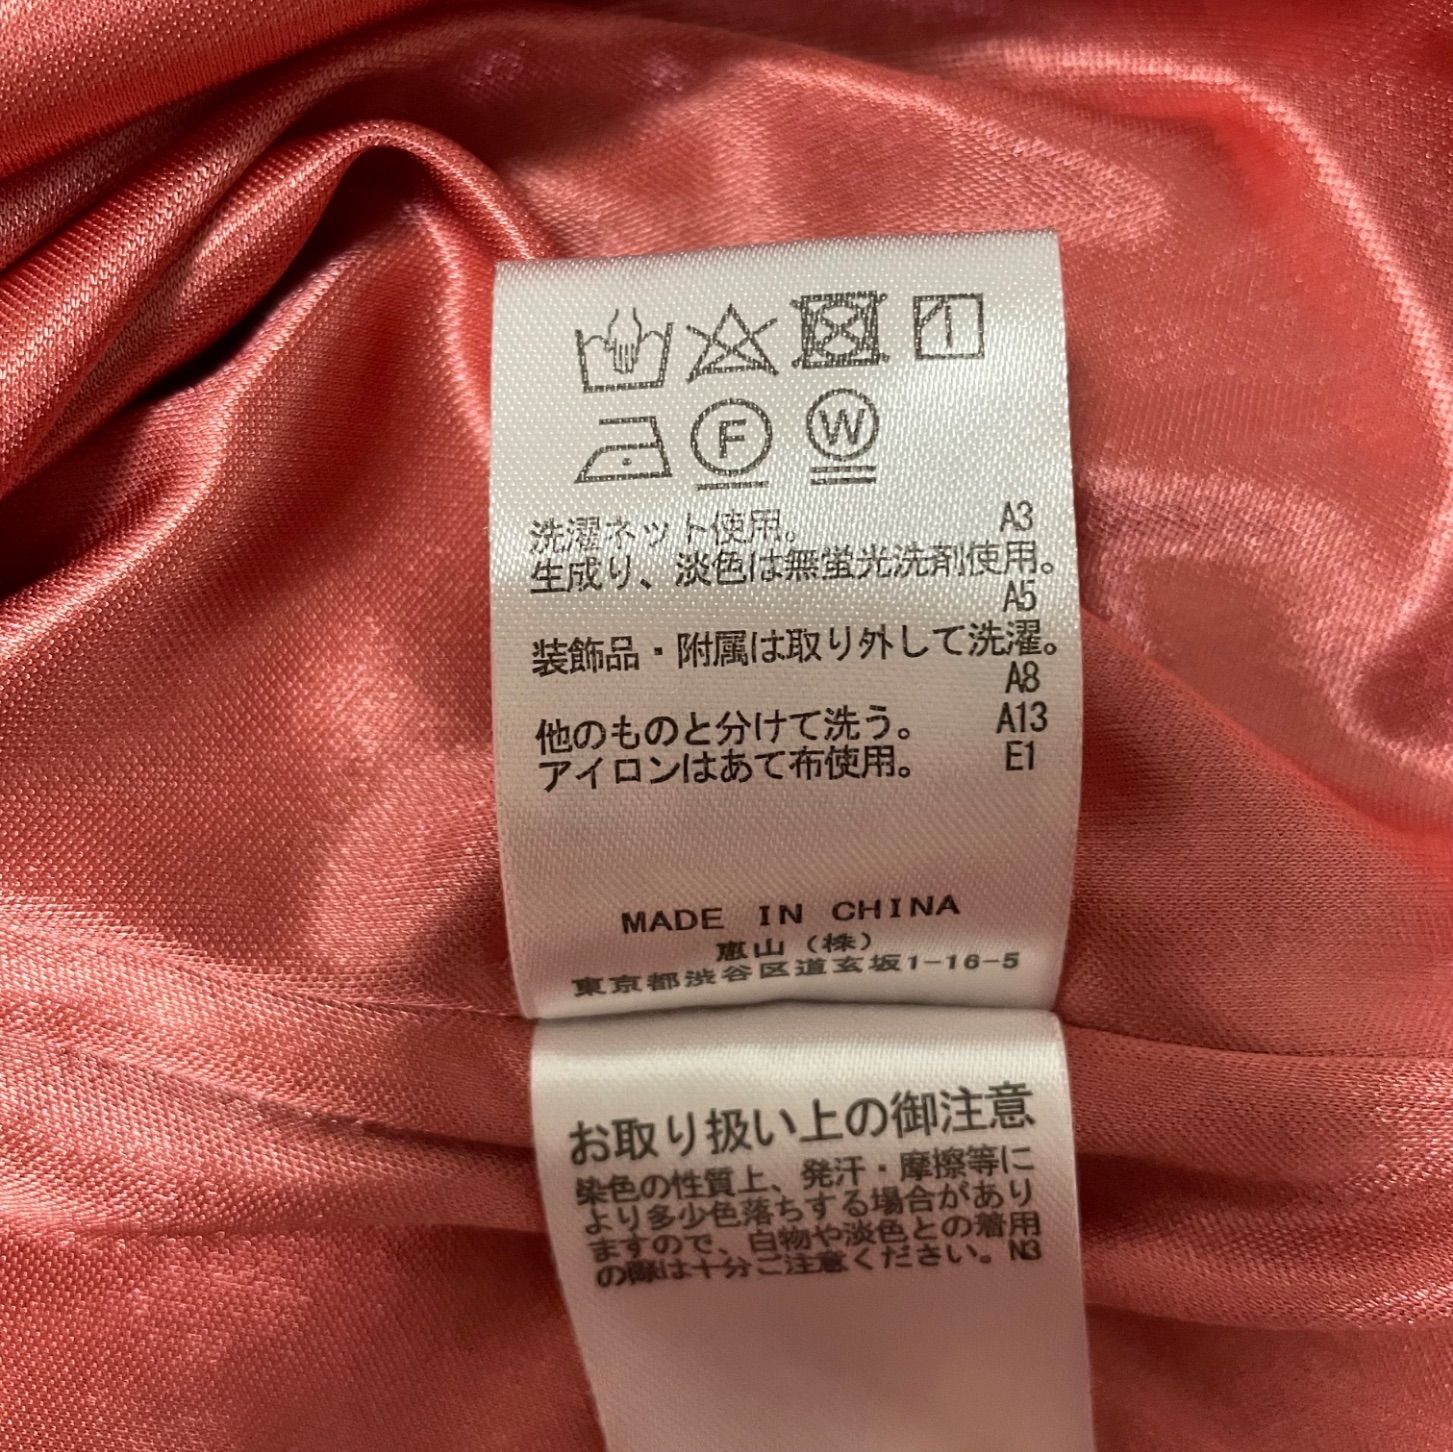 F W
洗濯ネット使用。 A3
生成り、淡色は無蛍光洗剤使用。
A5
装飾品・附属は取り外して洗濯。
A8
他のものと分けて洗う。 A13
アイロンはあて布使用。 E1
MADE IN CHINA
恵山(株)
東京都渋谷区道玄坂1-16-5
お取り扱い上の御注意
染色の性質上、発汗・摩擦等に
より多少色落ちする場合があり
ますので、白物や淡色との着用
の際は十分ご注意ください。N3